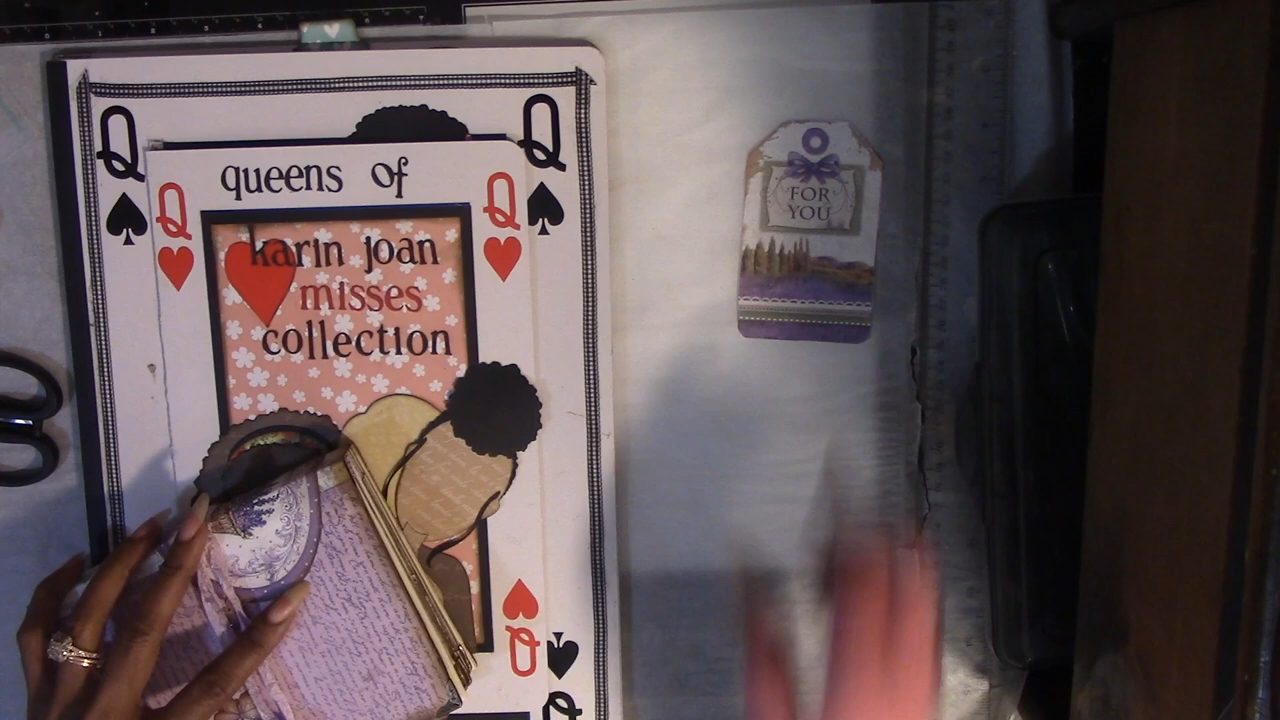 Q
Q
queens of
Q
Q
karin joan
misses
collection
FOR
YOU
Q
Q